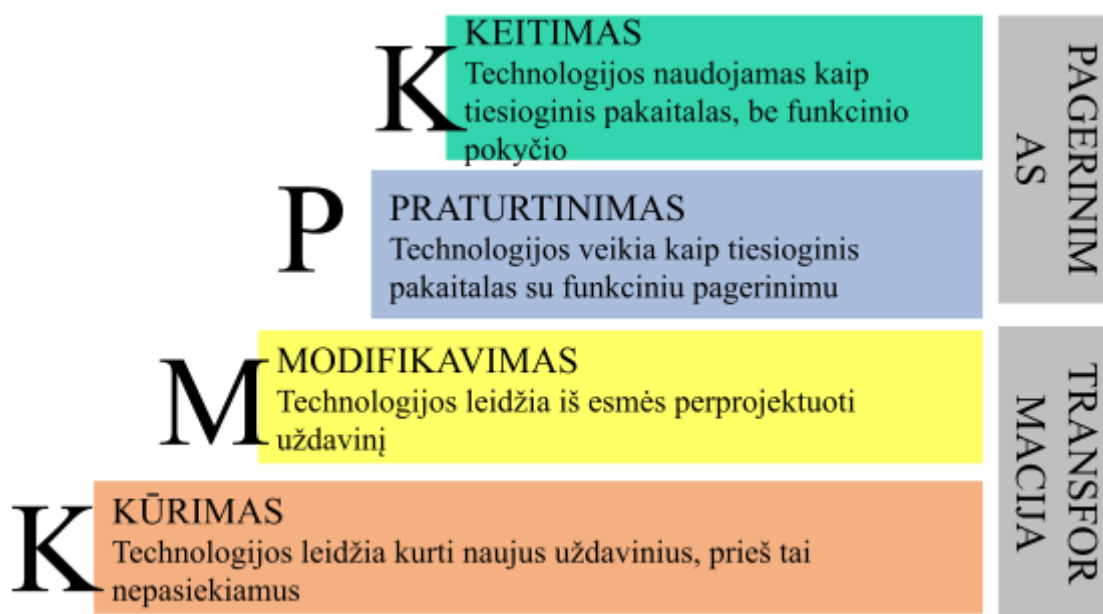 K
KEITIMAS
Technologijos naudojamas kaip
tiesioginis pakaitalas, be funkcinio
pokyčio
P
PRATURTINIMAS
Technologijos veikia kaip tiesioginis
pakaitalas su funkciniu pagerinimu
PAGERINIM
AS
M
MODIFIKAVIMAS
Technologijos leidžia iš esmės perprojektuoti
uždavinį
K
KŪRIMAS
Technologijos leidžia kurti naujus uždavinius, prieš tai
nepasiekiamus
TRANSFOR
MACIJA